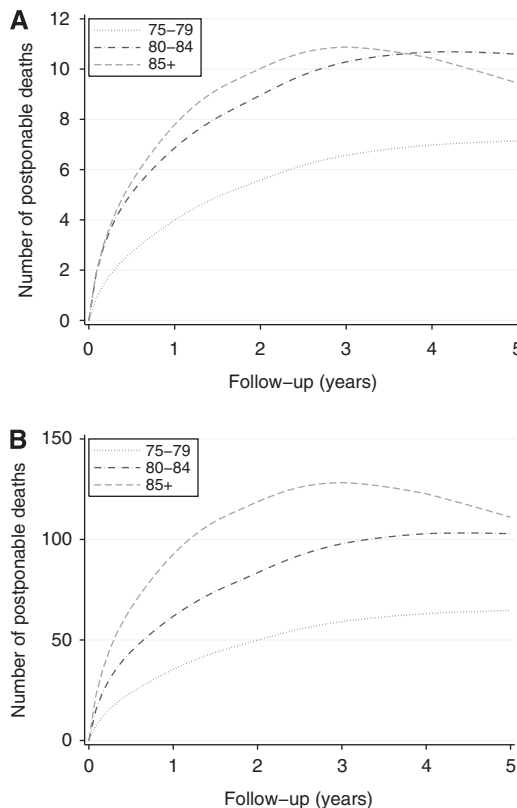 A
12
10
8
6
4
2
0
Number of postponable deaths
75–79
80–84
85+
0 1 2 3 4 5
Follow–up (years)
B
150
100
50
0
Number of postponable deaths
75–79
80–84
85+
0 1 2 3 4 5
Follow–up (years)